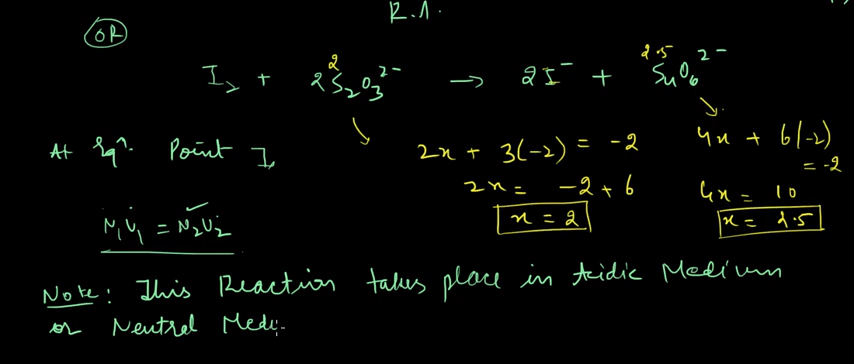 R.A.
OR
I₂ + 2S₂O₃²⁻ → 2I⁻ + S₄O₆²⁻
2 2.5
2x + 3(-2) = -2 4x + 6(-2)
= -2
At Eqⁿ. Point I₂
2x = -2 + 6 4x = 10
x = 2 x = 2.5
N₁V₁ = N₂V₂
Note: This Reaction takes place in Acidic Medium
or Neutral Medi